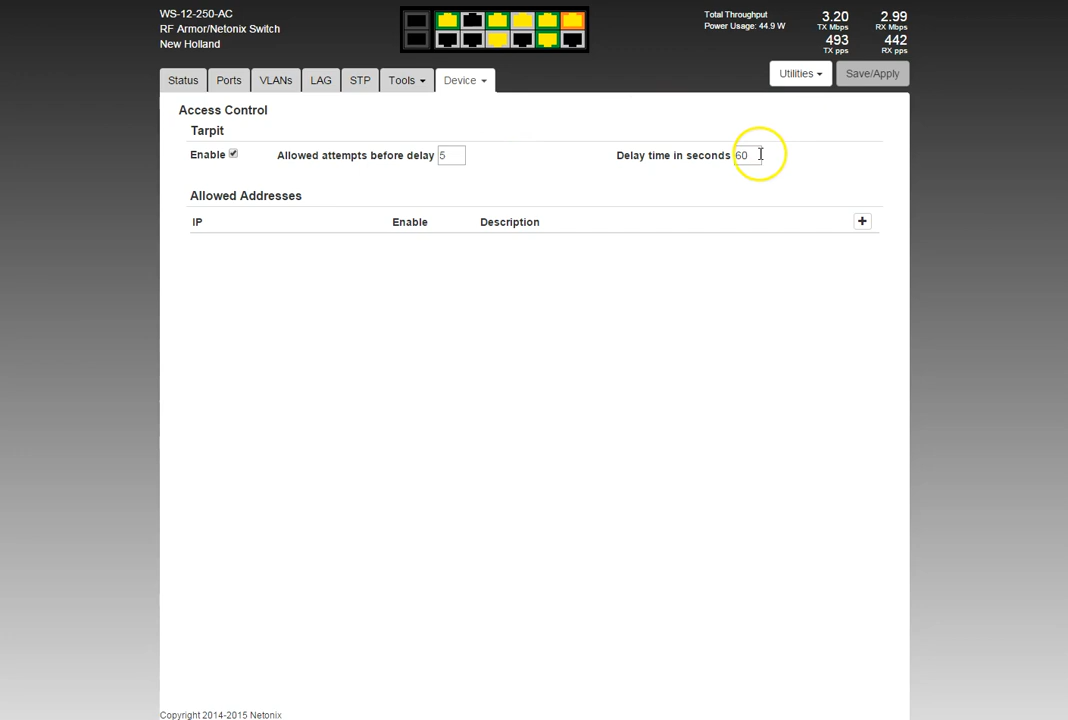 WS-12-250-AC
RF Armor/Netonix Switch
New Holland
Total Throughput
Power Usage: 44.9 W
3.20
TX Mbps
493
TX pps
2.99
RX Mbps
442
RX pps
Status Ports VLANs LAG STP Tools Device
Utilities Save/Apply
Access Control
Tarpit
Enable Allowed attempts before delay 5 Delay time in seconds 60
Allowed Addresses
IP Enable Description +
Copyright 2014-2015 Netonix